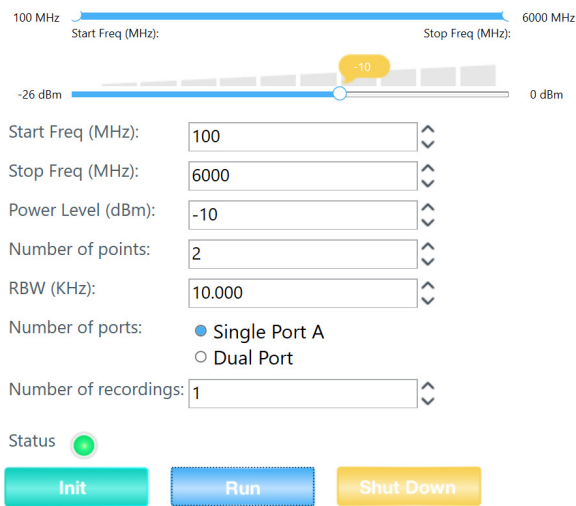 100 MHz 6000 MHz
Start Freq (MHz): Stop Freq (MHz):
-10
-26 dBm 0 dBm
Start Freq (MHz): 100
Stop Freq (MHz): 6000
Power Level (dBm): -10
Number of points: 2
RBW (KHz): 10.000
Number of ports: Single Port A
Dual Port
Number of recordings: 1
Status
Init Run Shut Down